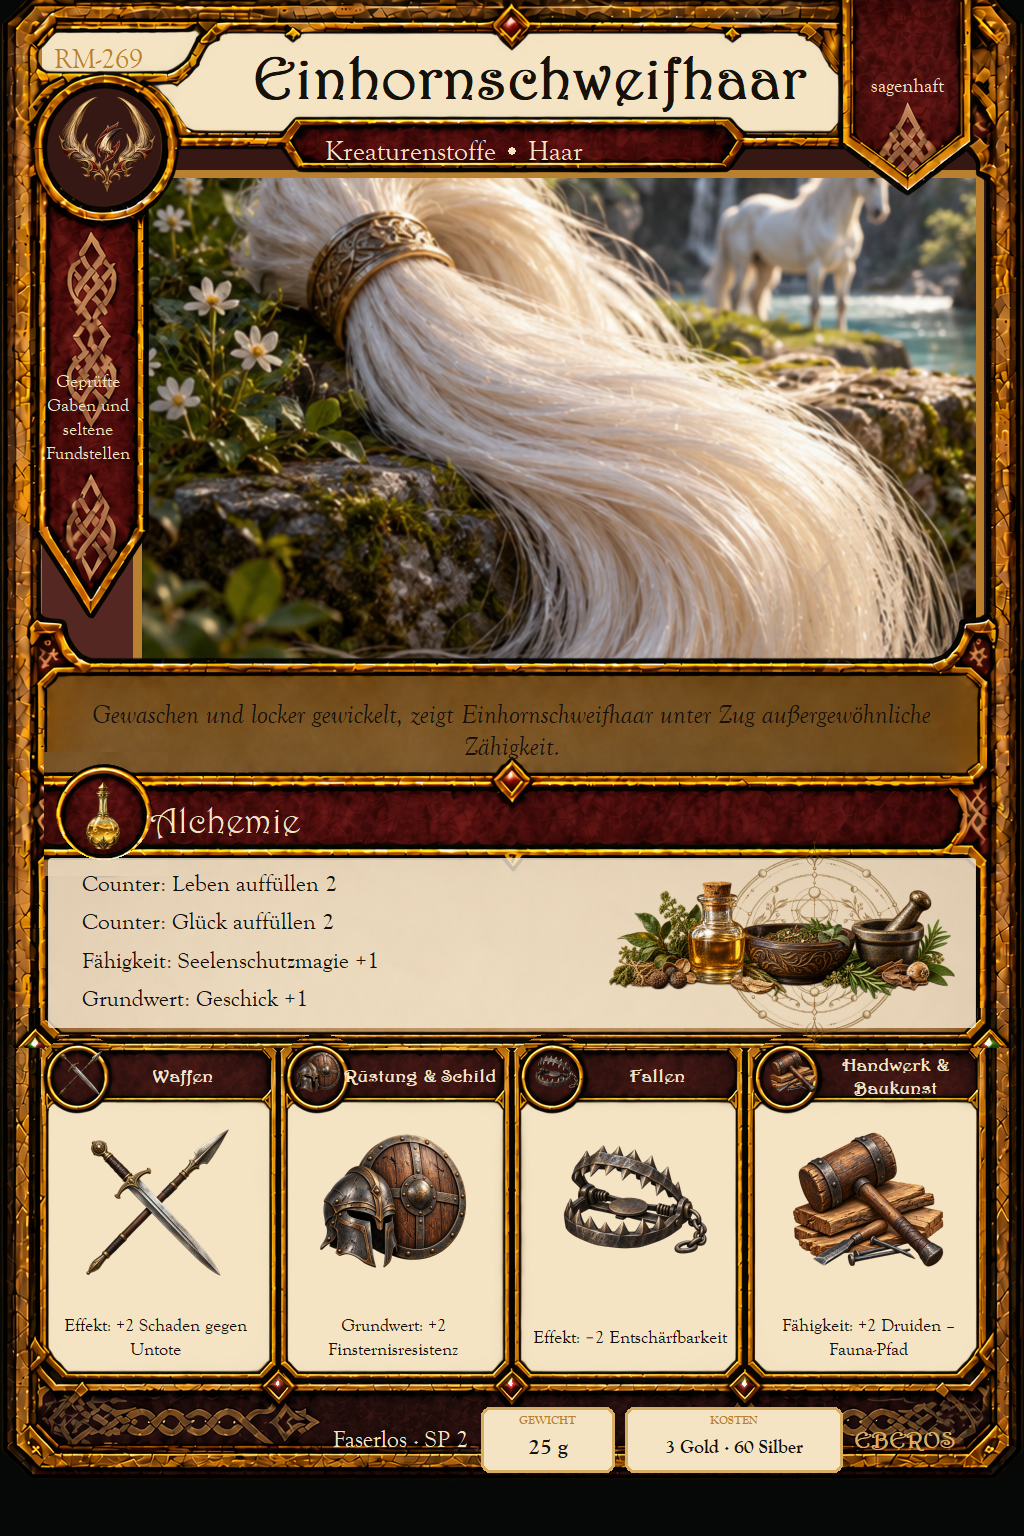 RM-269
Einhornschweifhaar
sagenhaft
Kreaturenstoffe • Haar
Geprüfte
Gaben und
seltene
Fundstellen
Gewaschen und locker gewickelt, zeigt Einhornschweifhaar unter Zug außergewöhnliche
Zähigkeit.
Alchemie
Counter: Leben auffüllen 2
Counter: Glück auffüllen 2
Fähigkeit: Seelenschutzmagie +1
Grundwert: Geschick +1
Waffen
Effekt: +2 Schaden gegen
Untote
Rüstung & Schild
Grundwert: +2
Finsternisresistenz
Fallen
Effekt: −2 Entschärfbarkeit
Handwerk &
Baukunst
Fähigkeit: +2 Druiden –
Fauna-Pfad
Faserlos · SP 2
GEWICHT
25 g
KOSTEN
3 Gold · 60 Silber
EBEROS